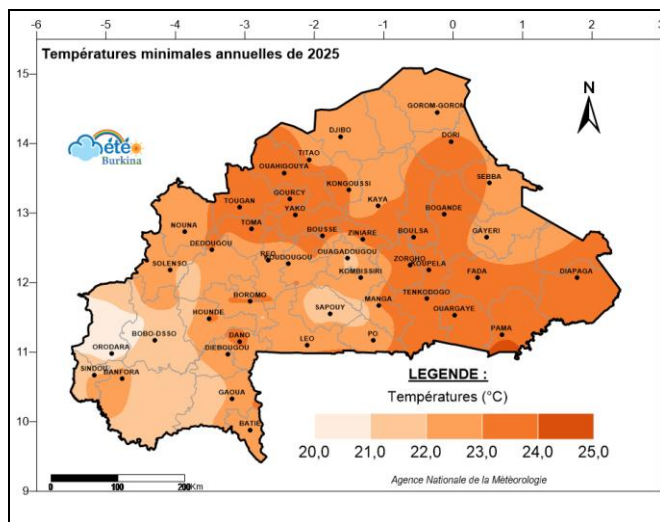 -6 -5 -4 -3 -2 -1 0 1 2 3
Températures minimales annuelles de 2025
15
14
13
12
11
10
9
N
Météo
Burkina
GOROM-GORON
DJIBO
DORI
TITAO
OUAHIGOUYA
SEBBA
KONGOUSSI
GOURCY
KAYA
TOUGAN
YAKO
BOGANDE
TOMA
NOUNA
BOUSSE
ZINIARE
BOULSA
GAYERI
DEDOUGOU
REO
KOUDOUGOU
OUAGADOUGOU
ZORGHO
KOUPELA
SOLENSO
KOMBISSIRI
FADA
DIAPAGA
BOROMO
MANGA
TENKODOGO
HOUNDE
SAPOUY
OUARGAYE
BOBO-DSSO
DANO
PAMA
ORODARA
DIEBOUGOU
LEO
PO
SINDOU
BANFORA
GAOUA
BATIE
LEGENDE :
Températures (°C)
20,0 21,0 22,0 23,0 24,0 25,0
0 100 200 Km
Agence Nationale de la Météorologie